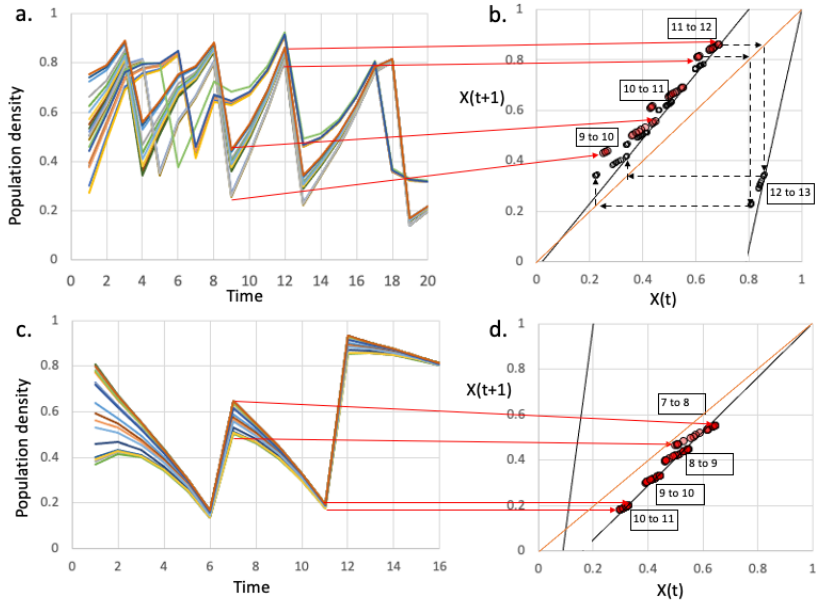 a.
Population density
1
0.8
0.6
0.4
0.2
0
0 2 4 6 8 10 12 14 16 18 20
Time
b.
X(t+1)
1
0.8
0.6
0.4
0.2
0
11 to 12
10 to 11
9 to 10
12 to 13
0 0.2 0.4 0.6 0.8 1
X(t)
c.
Population density
1
0.8
0.6
0.4
0.2
0
0 2 4 6 8 10 12 14 16
Time
d.
X(t+1)
1
0.8
0.6
0.4
0.2
0
7 to 8
8 to 9
9 to 10
10 to 11
0 0.2 0.4 0.6 0.8 1
X(t)